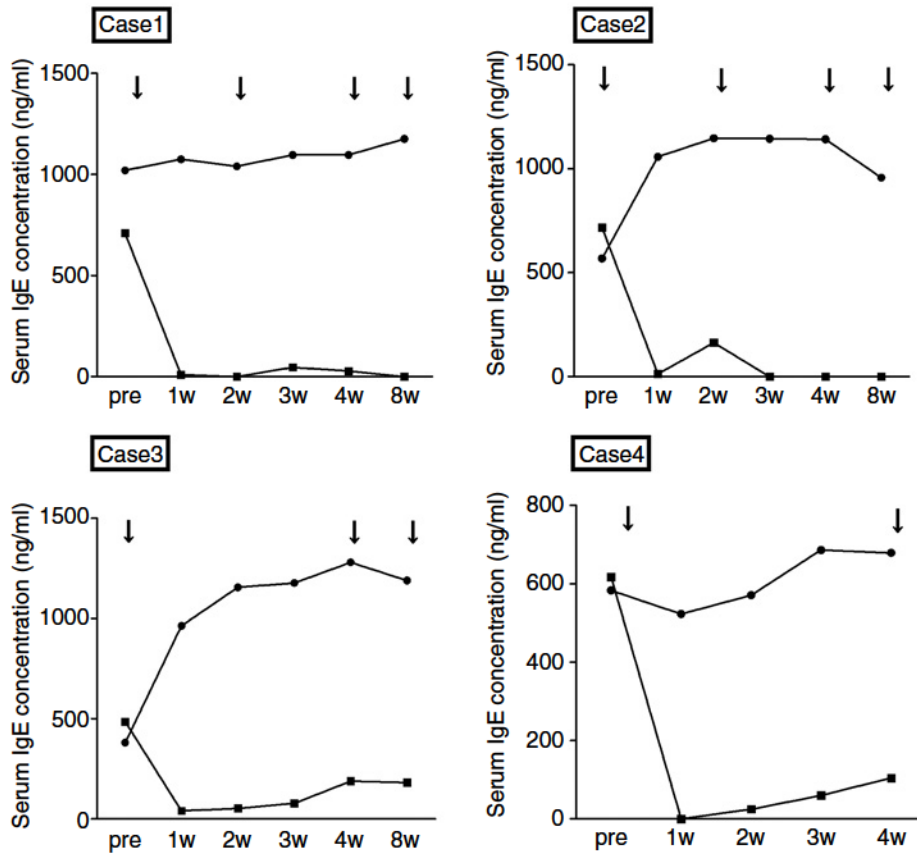 Case1
Serum IgE concentration (ng/ml)
1500
1000
500
0
pre 1w 2w 3w 4w 8w
Case2
Serum IgE concentration (ng/ml)
1500
1000
500
0
pre 1w 2w 3w 4w 8w
Case3
Serum IgE concentration (ng/ml)
1500
1000
500
0
pre 1w 2w 3w 4w 8w
Case4
Serum IgE concentration (ng/ml)
800
600
400
200
0
pre 1w 2w 3w 4w